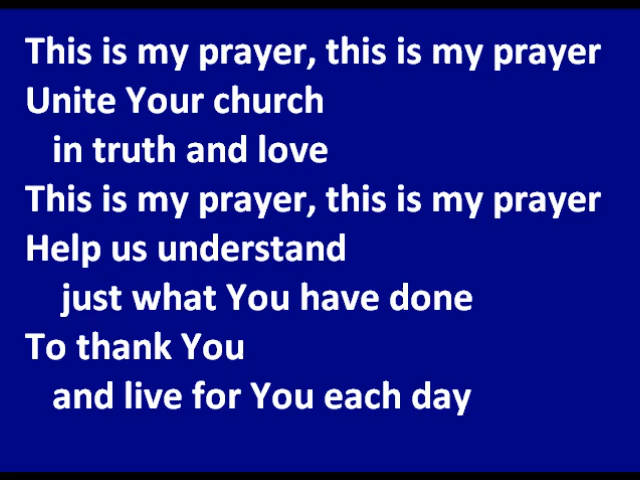 This is my prayer, this is my prayer
Unite Your church
in truth and love
This is my prayer, this is my prayer
Help us understand
just what You have done
To thank You
and live for You each day